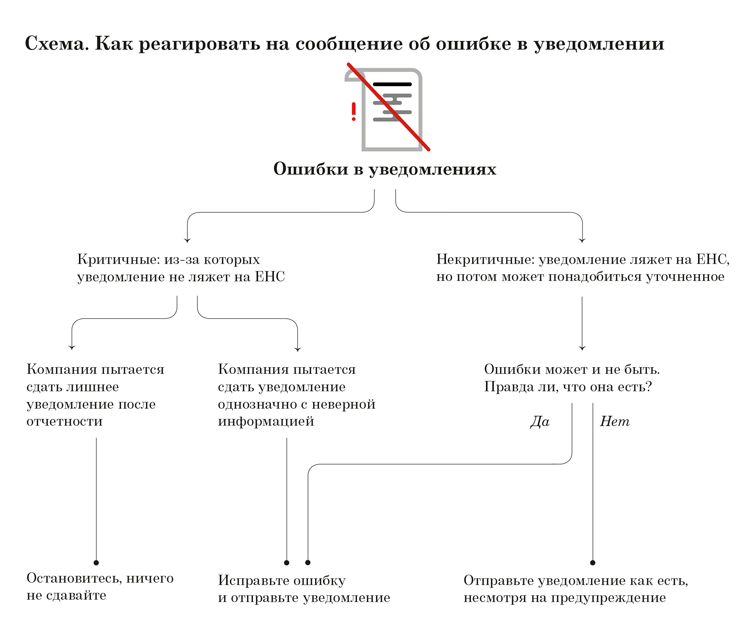 Схема. Как реагировать на сообщение об ошибке в уведомлении
!
Ошибки в уведомлениях
Критичные: из-за которых
уведомление не ляжет на ЕНС
Некритичные: уведомление ляжет на ЕНС,
но потом может понадобиться уточненное
Компания пытается
сдать лишнее
уведомление после
отчетности
Компания пытается
сдать уведомление
однозначно с неверной
информацией
Ошибки может и не быть.
Правда ли, что она есть?
Да
Нет
Остановитесь, ничего
не сдавайте
Исправьте ошибку
и отправьте уведомление
Отправьте уведомление как есть,
несмотря на предупреждение